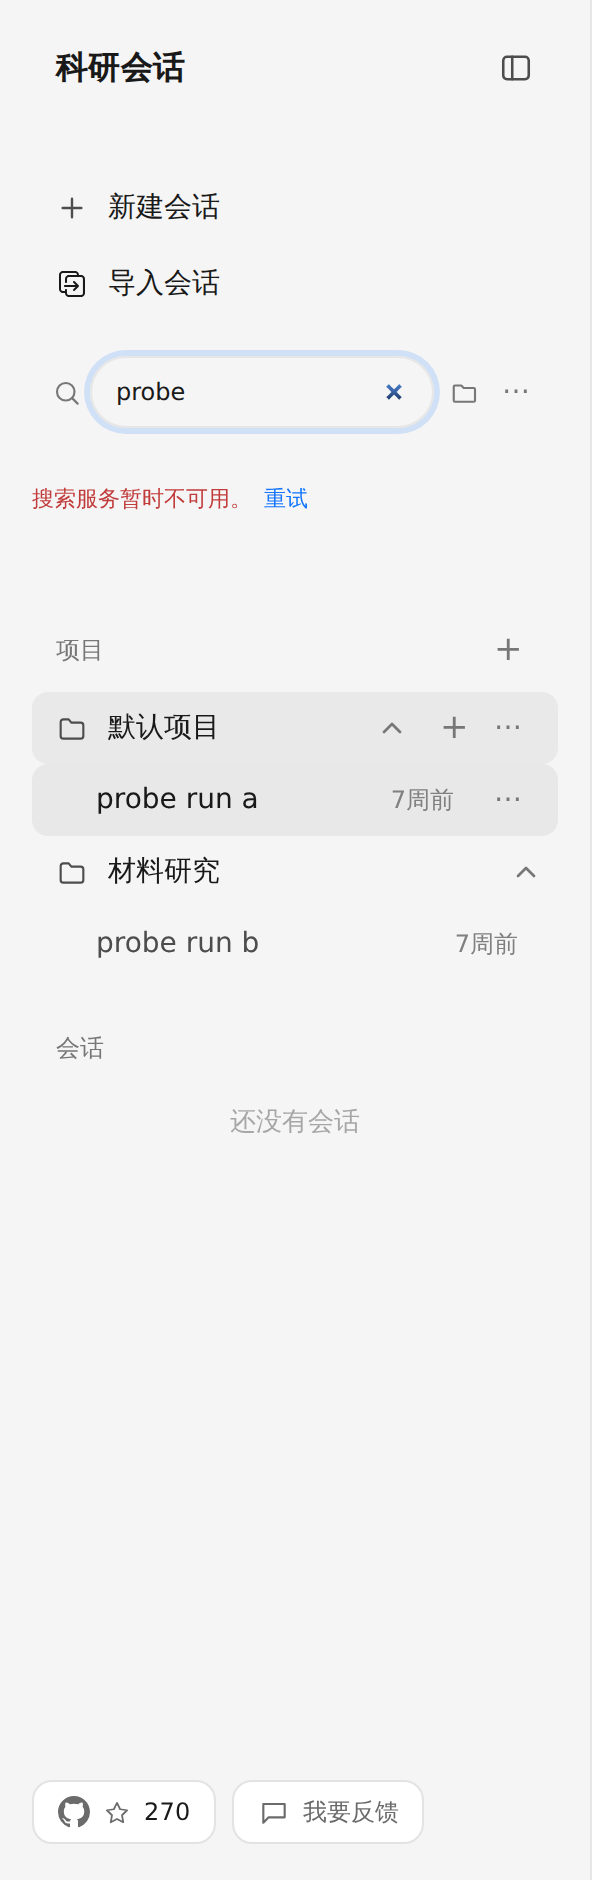 科研会话
新建会话
导入会话
probe
搜索服务暂时不可用。 重试
项目
默认项目
probe run a 7周前
材料研究
probe run b 7周前
会话
还没有会话
270 我要反馈